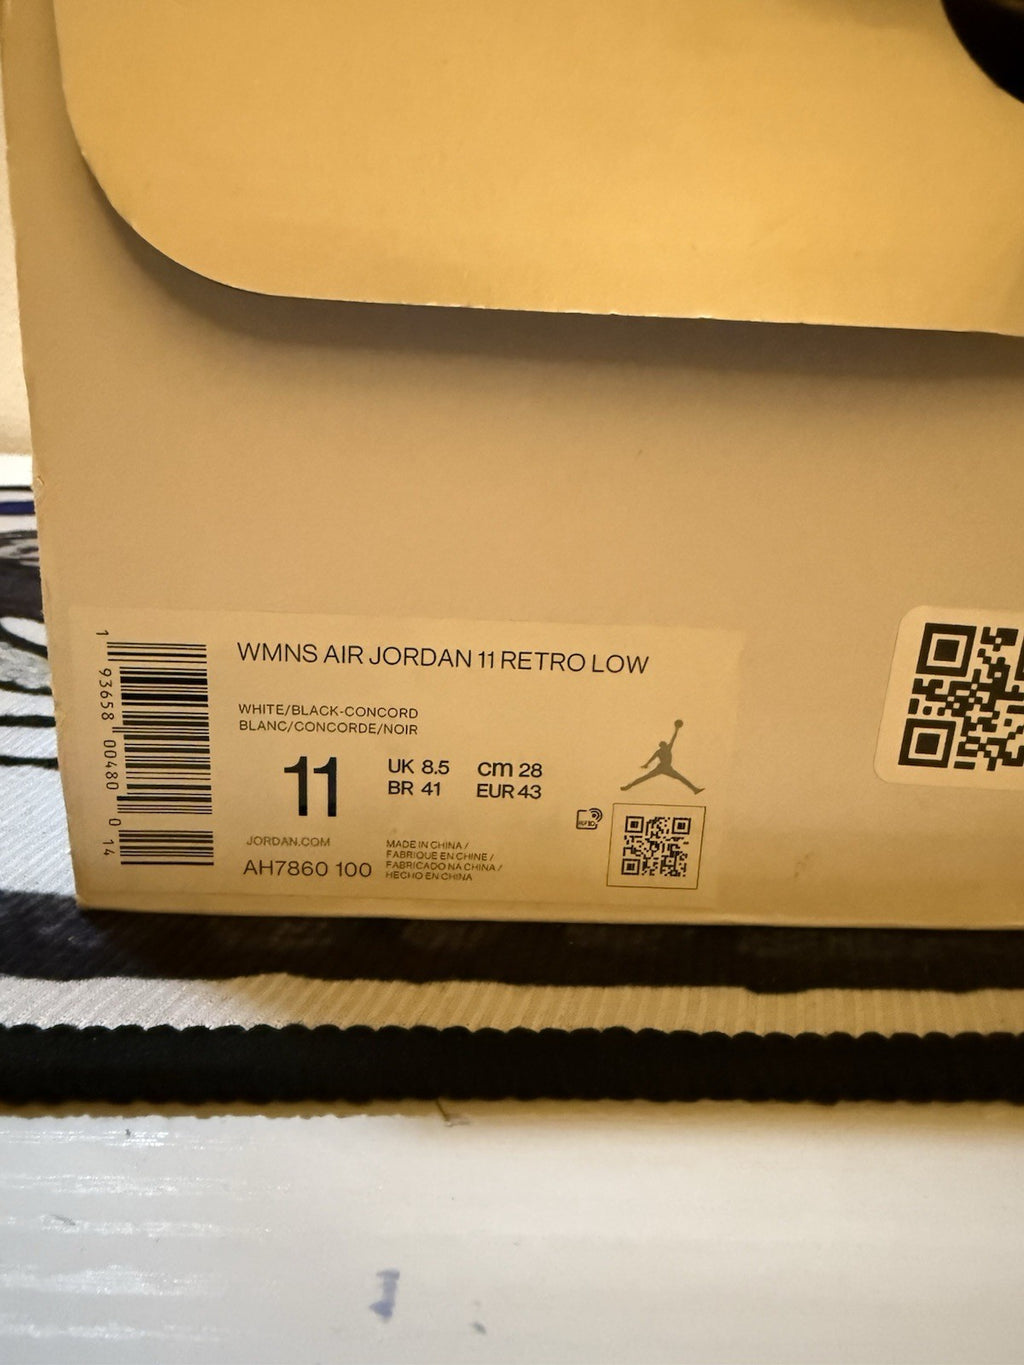 WMNS AIR JORDAN 11 RETRO LOW
WHITE/BLACK-CONCORD
BLANC/CONCORDE/NOIR
11
UK 8.5 cm 28
BR 41 EUR 43
JORDAN.COM
AH7860 100
MADE IN CHINA /
FABRIQUE EN CHINE /
FABRICADO NA CHINA /
HECHO EN CHINA
1 93658 00480 0 14